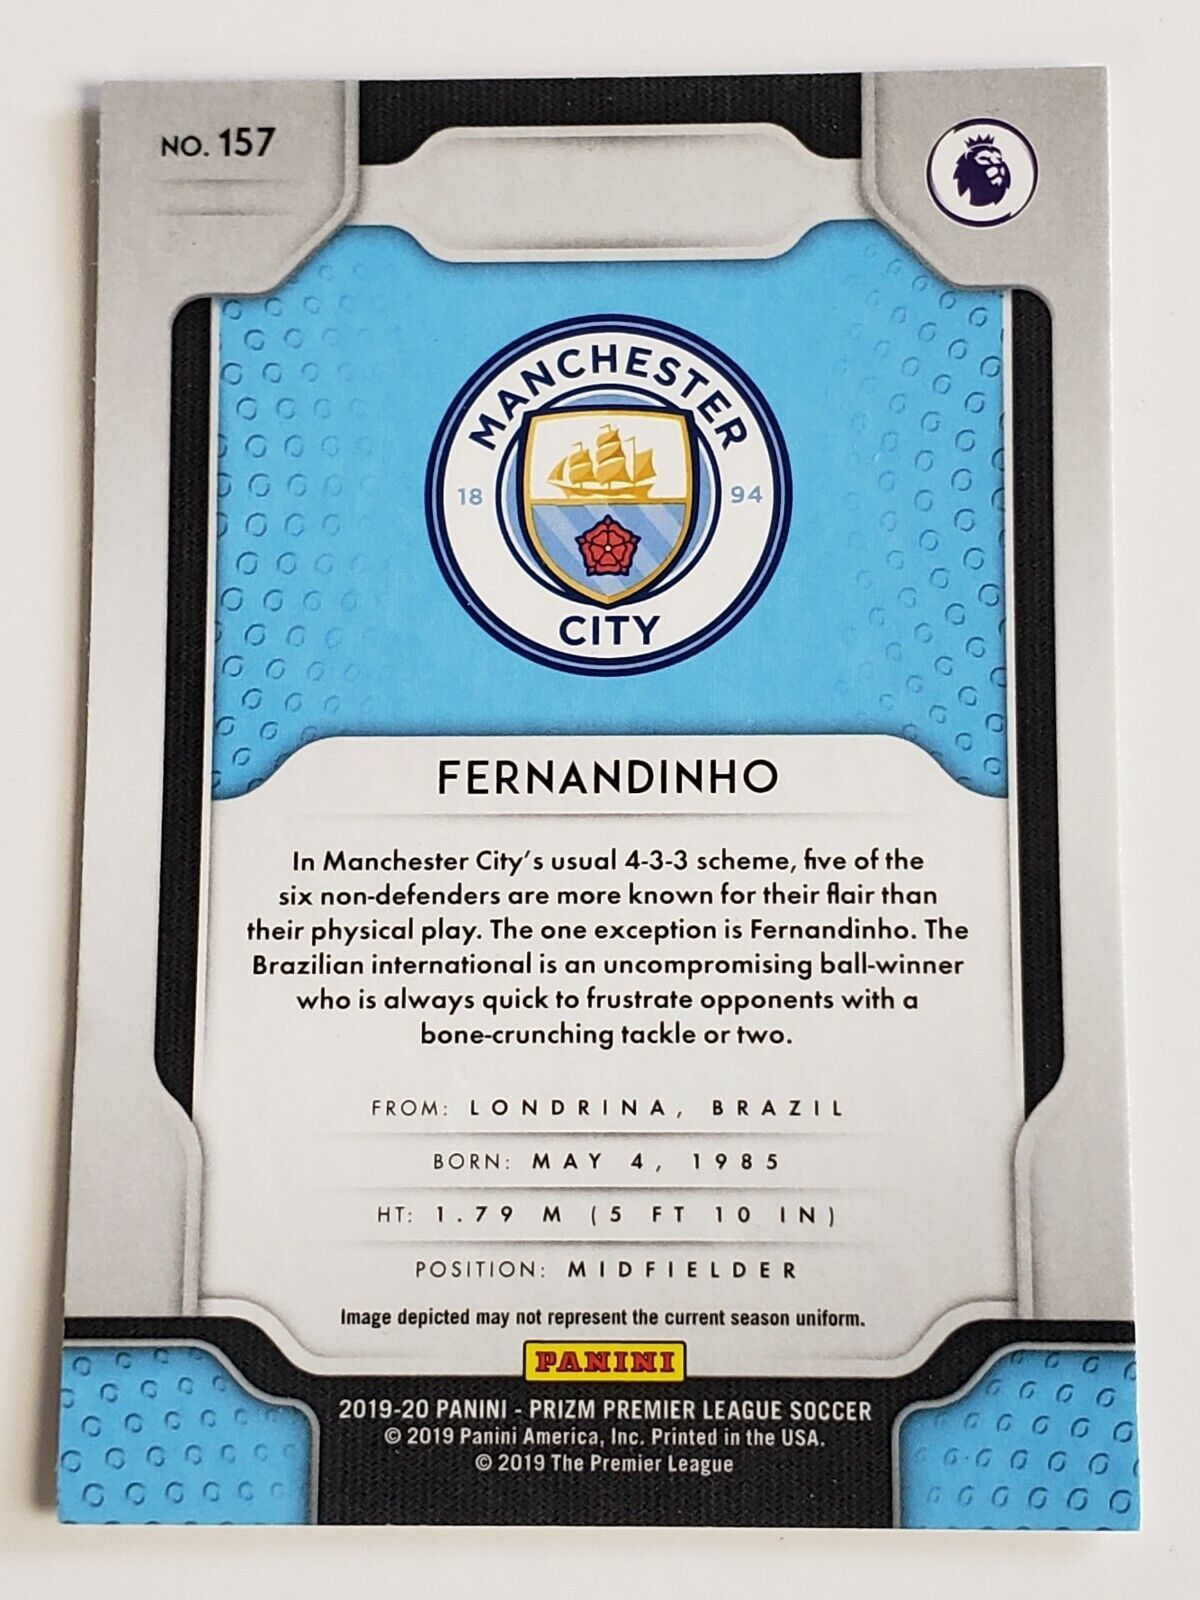 NO. 157
MANCHESTER
18 94
CITY
FERNANDINHO
In Manchester City's usual 4-3-3 scheme, five of the
six non-defenders are more known for their flair than
their physical play. The one exception is Fernandinho. The
Brazilian international is an uncompromising ball-winner
who is always quick to frustrate opponents with a
bone-crunching tackle or two.
FROM: LONDRINA, BRAZIL
BORN: MAY 4, 1985
HT: 1.79 M (5 FT 10 IN)
POSITION: MIDFIELDER
Image depicted may not represent the current season uniform.
PANINI
2019-20 PANINI - PRIZM PREMIER LEAGUE SOCCER
© 2019 Panini America, Inc. Printed in the USA.
© 2019 The Premier League